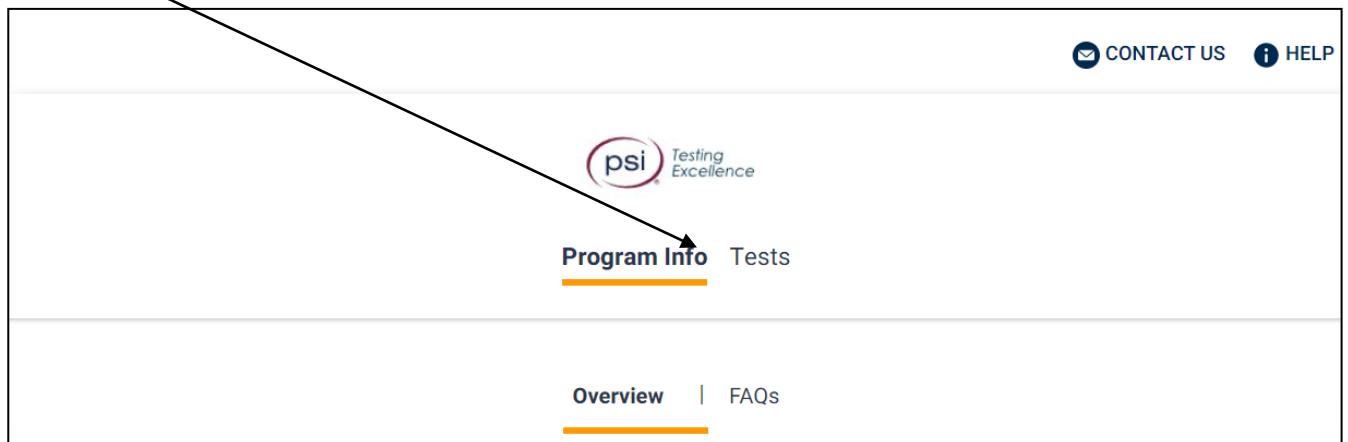 CONTACT US HELP
psi Testing
Excellence
Program Info Tests
Overview | FAQs